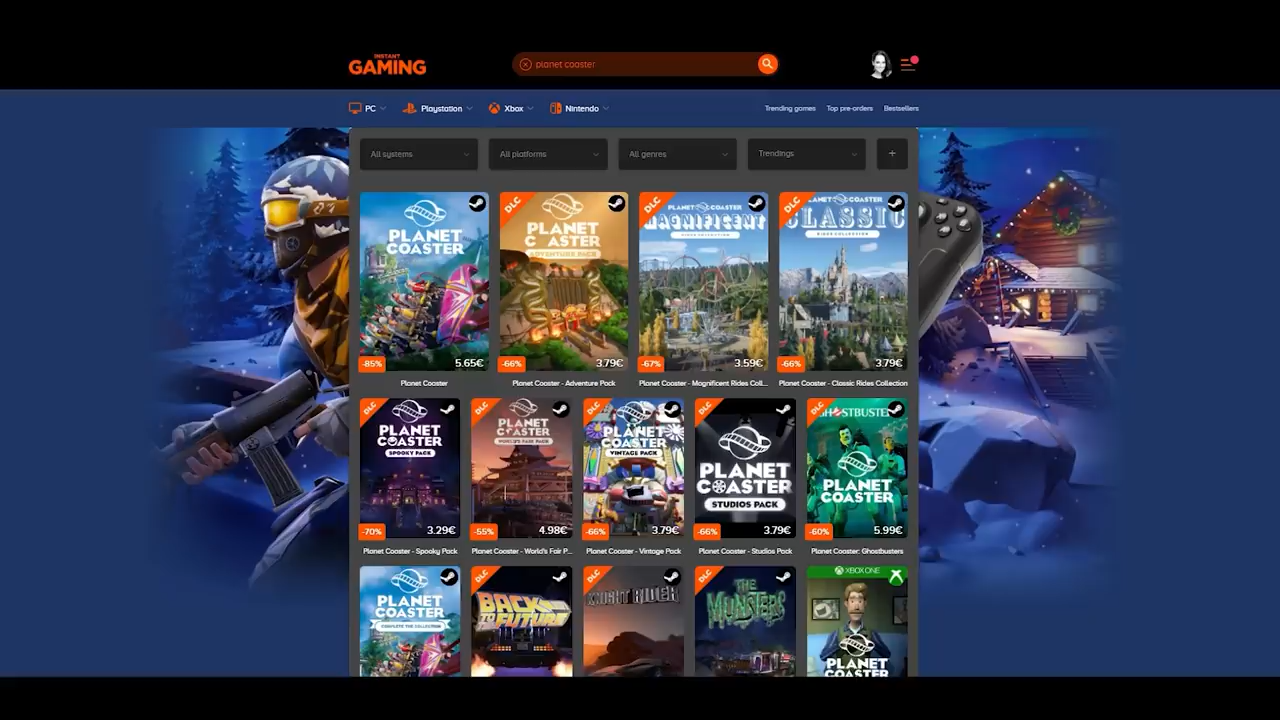 INSTANT
GAMING
planet coaster
PC
Playstation
Xbox
Nintendo
Trending games
Top pre-orders
Bestsellers
All systems
All platforms
All genres
Trendings
+
PLANET
COASTER
-85%
5.65€
Planet Coaster
DLC
PLANET
C ASTER
ADVENTURE PACK
-66%
3.79€
Planet Coaster - Adventure Pack
DLC
PLANET COASTER
MAGNIFICENT
RIDES COLLECTION
-67%
3.59€
Planet Coaster - Magnificent Rides Coll...
DLC
PLANET COASTER
CLASSIC
RIDES COLLECTION
-66%
3.79€
Planet Coaster - Classic Rides Collection
DLC
PLANET
COASTER
SPOOKY PACK
-70%
3.29€
Planet Coaster - Spooky Pack
DLC
PLANET
COASTER
WORLD'S FAIR PACK
-55%
4.98€
Planet Coaster - World's Fair P...
DLC
PLANET
COASTER
VINTAGE PACK
-66%
3.79€
Planet Coaster - Vintage Pack
DLC
PLANET
COASTER
STUDIOS PACK
-66%
3.79€
Planet Coaster - Studios Pack
DLC
GHOSTBUSTERS
PLANET
COASTER
-60%
5.99€
Planet Coaster: Ghostbusters
PLANET
COASTER
COMPLETE THE COLLECTION
DLC
BACK
TO THE
FUTURE
DLC
KNIGHT RIDER
DLC
THE
MUNSTERS
XBOX ONE
PLANET
COASTER